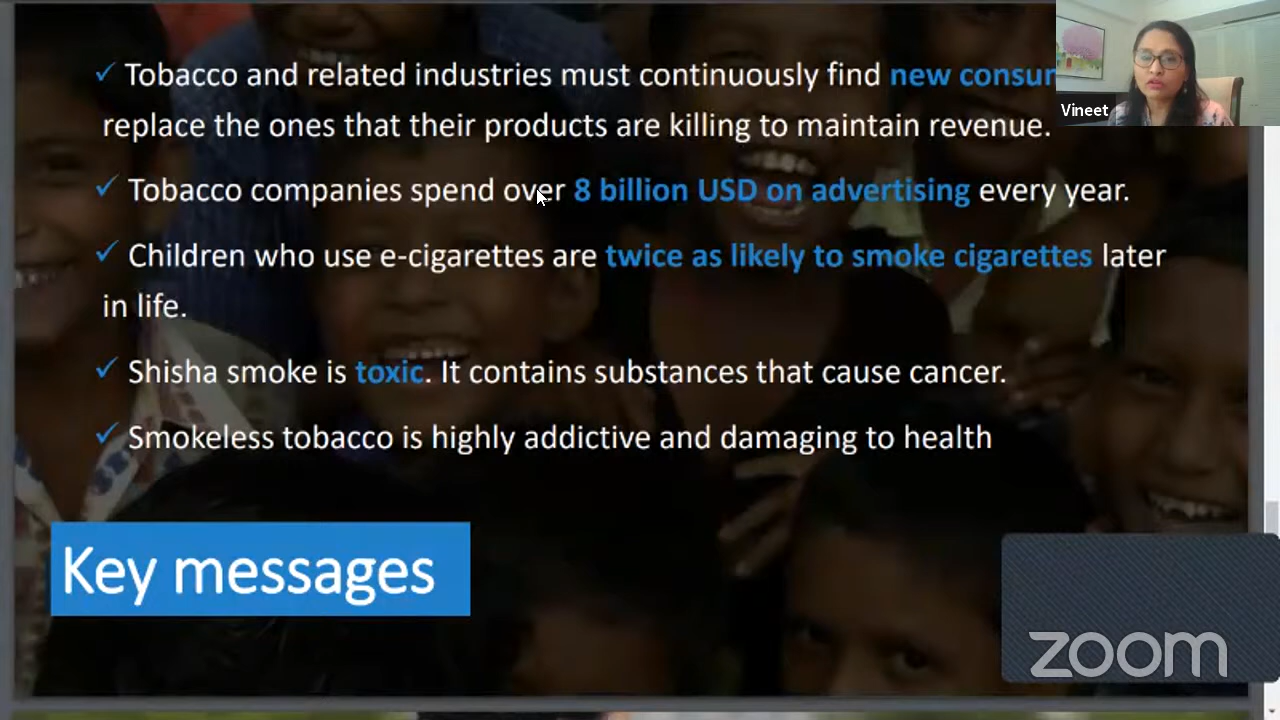 ✓ Tobacco and related industries must continuously find new
replace the ones that their products are killing to maintain revenue.
✓ Tobacco companies spend over 8 billion USD on advertising every year.
✓ Children who use e-cigarettes are twice as likely to smoke cigarettes later
in life.
✓ Shisha smoke is toxic. It contains substances that cause cancer.
✓ Smokeless tobacco is highly addictive and damaging to health
Key messages
Vineet
zoom